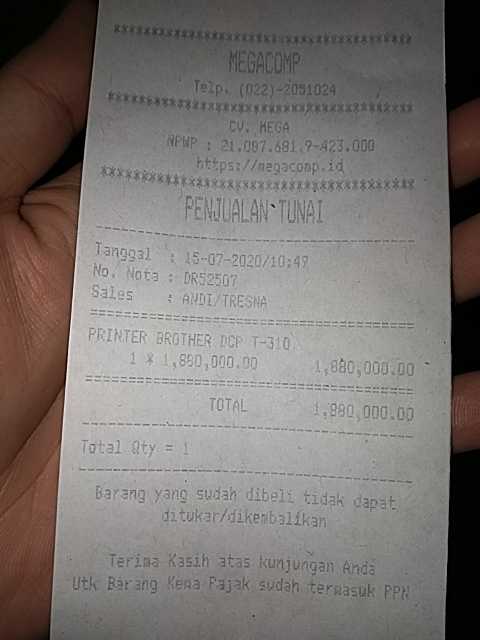 ************************************
MEGACOMP
Telp. (022)-2051024
************************************
CV. MEGA
NPWP : 21.087.681.9-423.000
https://megacomp.id
************************************
PENJUALAN TUNAI
------------------------------------
Tanggal : 15-07-2020/10:49
No. Nota : DR52507
Sales : ANDI/TRESNA
====================================
PRINTER BROTHER DCP T-310
1 * 1,880,000.00 1,880,000.00
====================================
TOTAL 1,880,000.00
------------------------------------
Total Qty = 1
------------------------------------
Barang yang sudah dibeli tidak dapat
ditukar/dikembalikan
Terima Kasih atas kunjungan Anda
Utk Barang Kena Pajak sudah termasuk PPN